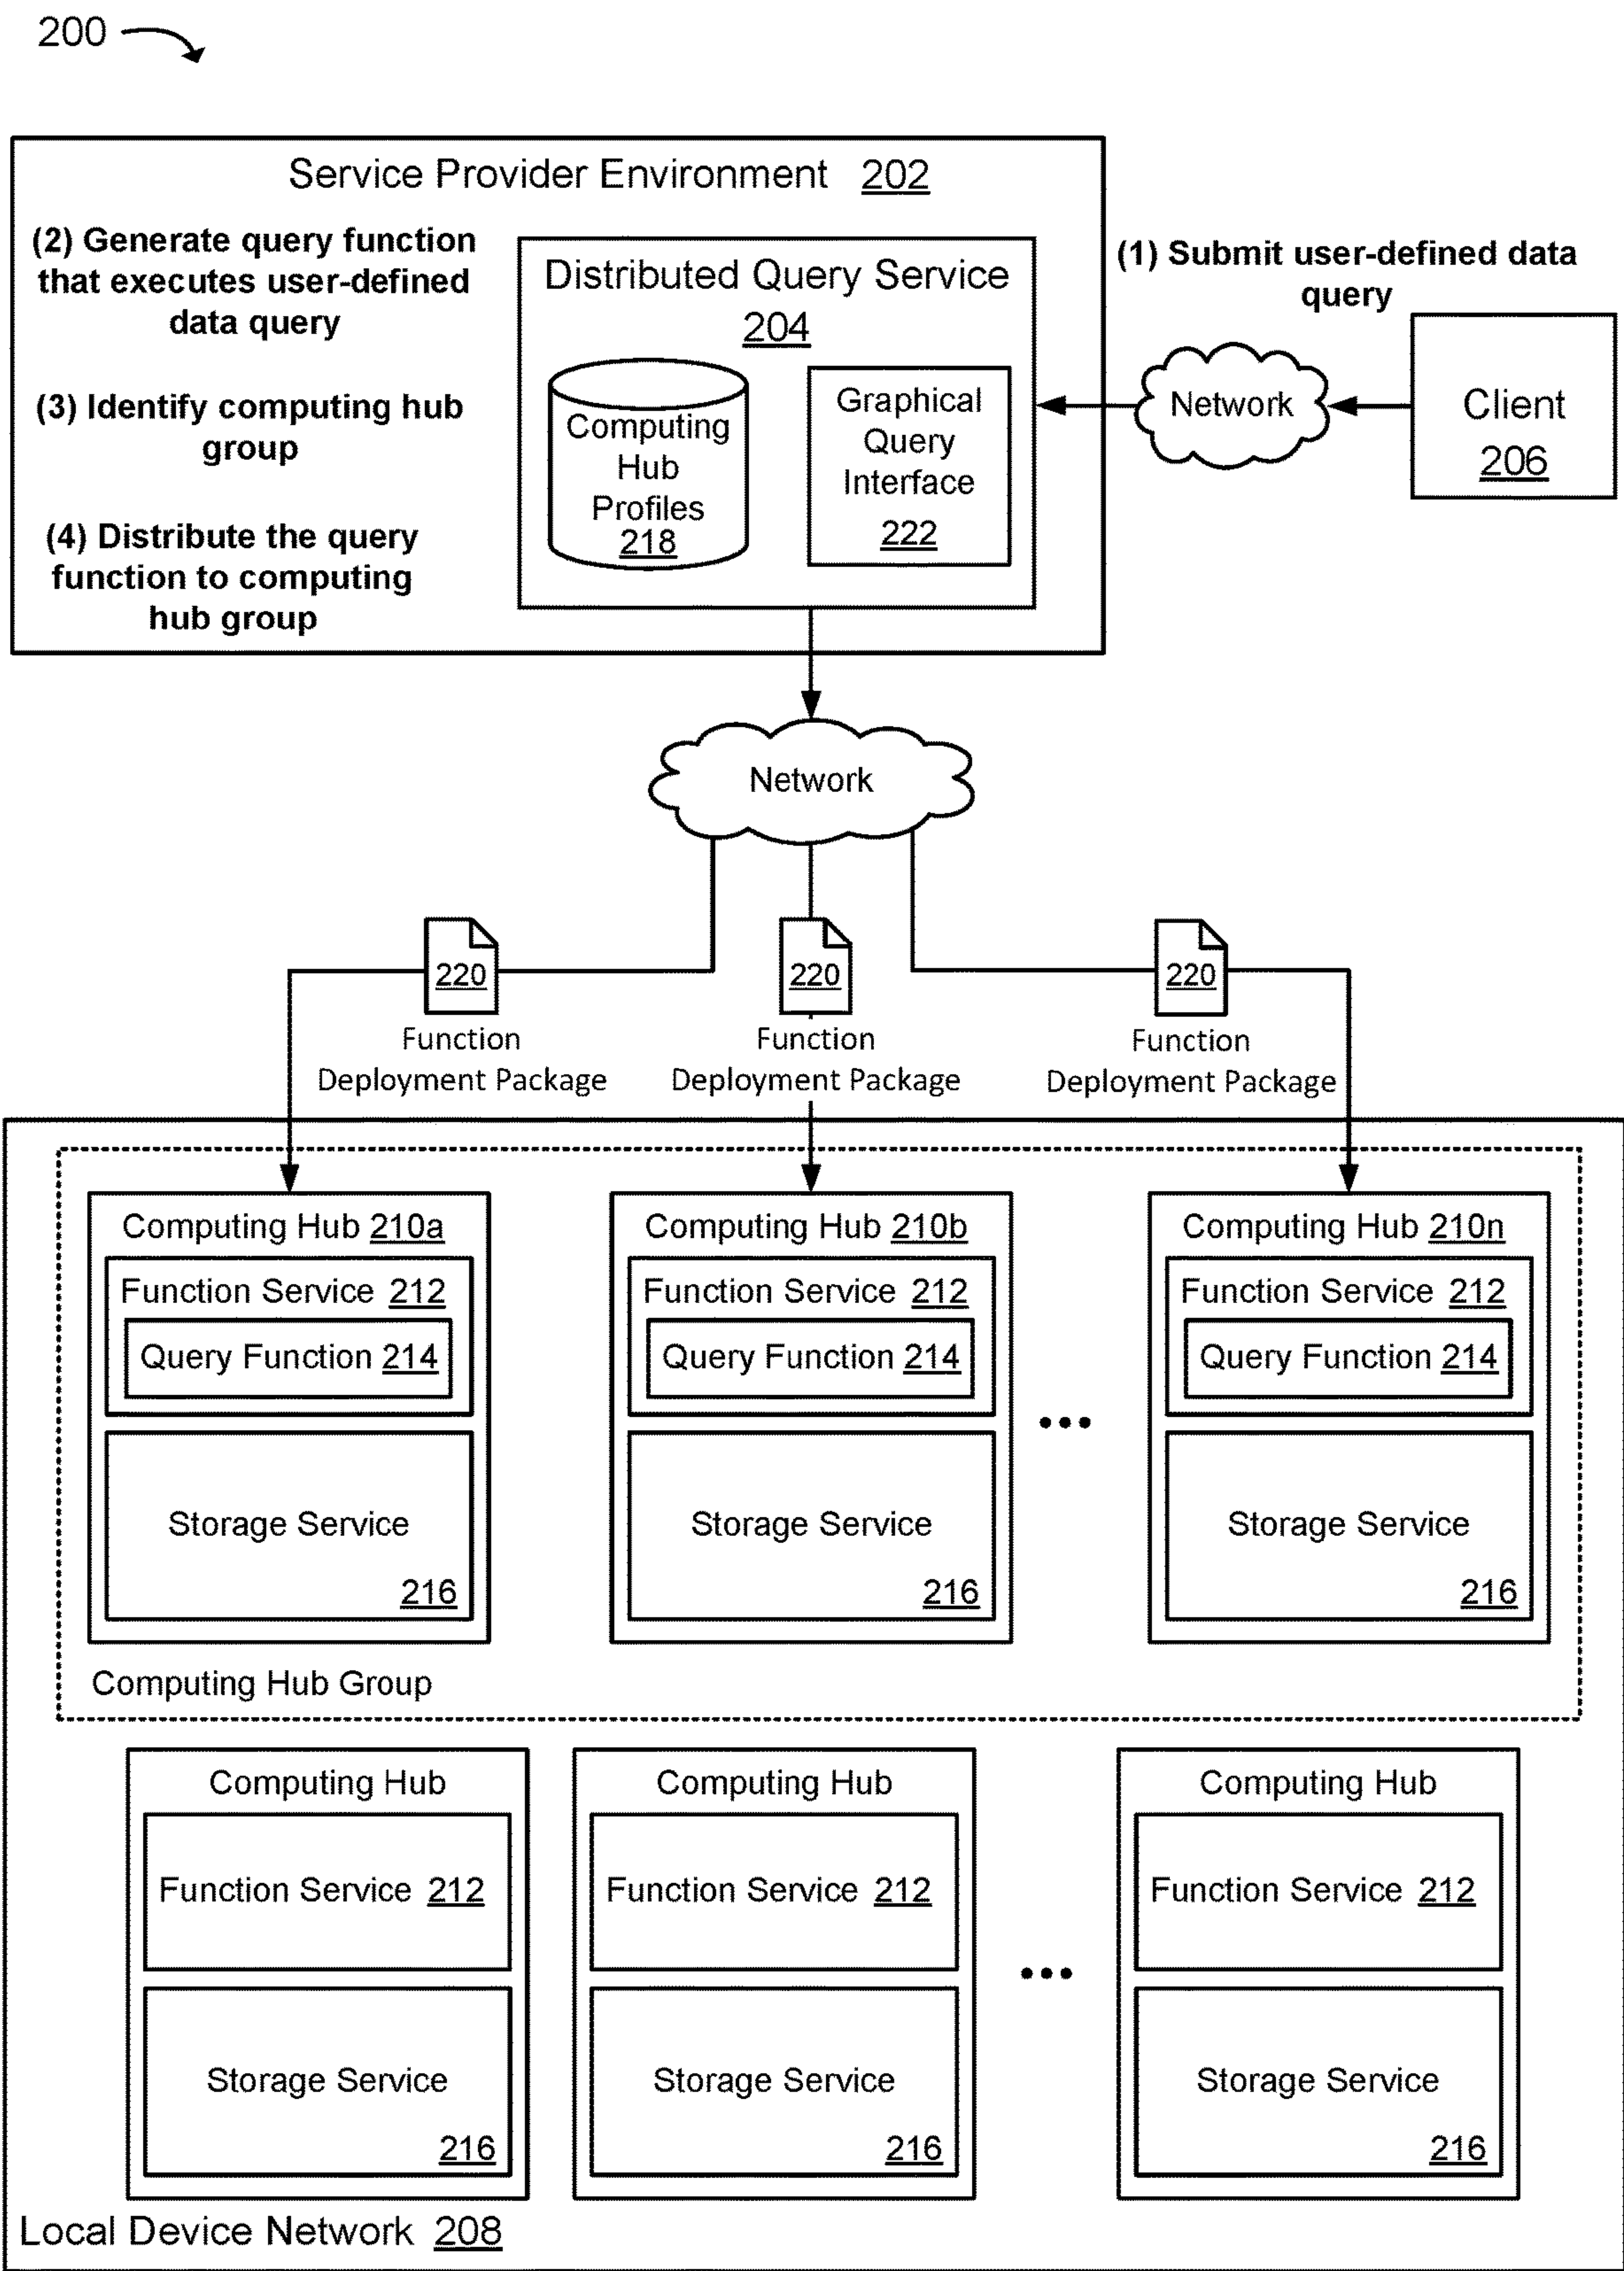 200
Service Provider Environment 202
(2) Generate query function
that executes user-defined
data query
(3) Identify computing hub
group
(4) Distribute the query
function to computing
hub group
Distributed Query Service
204
Computing
Hub
Profiles
218
Graphical
Query
Interface
222
(1) Submit user-defined data
query
Network
Client
206
Network
220
Function
Deployment Package
220
Function
Deployment Package
220
Function
Deployment Package
Computing Hub 210a
Function Service 212
Query Function 214
Storage Service
216
Computing Hub 210b
Function Service 212
Query Function 214
Storage Service
216
•••
Computing Hub 210n
Function Service 212
Query Function 214
Storage Service
216
Computing Hub Group
Computing Hub
Function Service 212
Storage Service
216
Computing Hub
Function Service 212
Storage Service
216
•••
Computing Hub
Function Service 212
Storage Service
216
Local Device Network 208